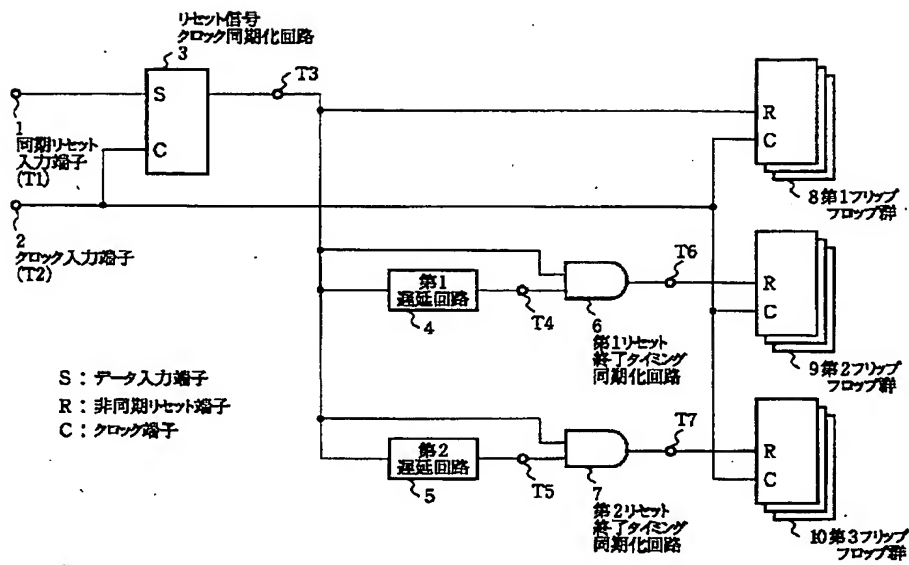 リセット信号
クロック同期化回路
3
T3
S
C
1
同期リセット
入力端子
(T1)
2
クロック入力端子
(T2)
R
C
8第1フリップ
フロップ群
第1
遅延回路
4
T4
6
第1リセット
終了タイミング
同期化回路
T6
R
C
9第2フリップ
フロップ群
S：データ入力端子
R：非同期リセット端子
C：クロック端子
第2
遅延回路
5
T5
7
第2リセット
終了タイミング
同期化回路
T7
R
C
10第3フリップ
フロップ群